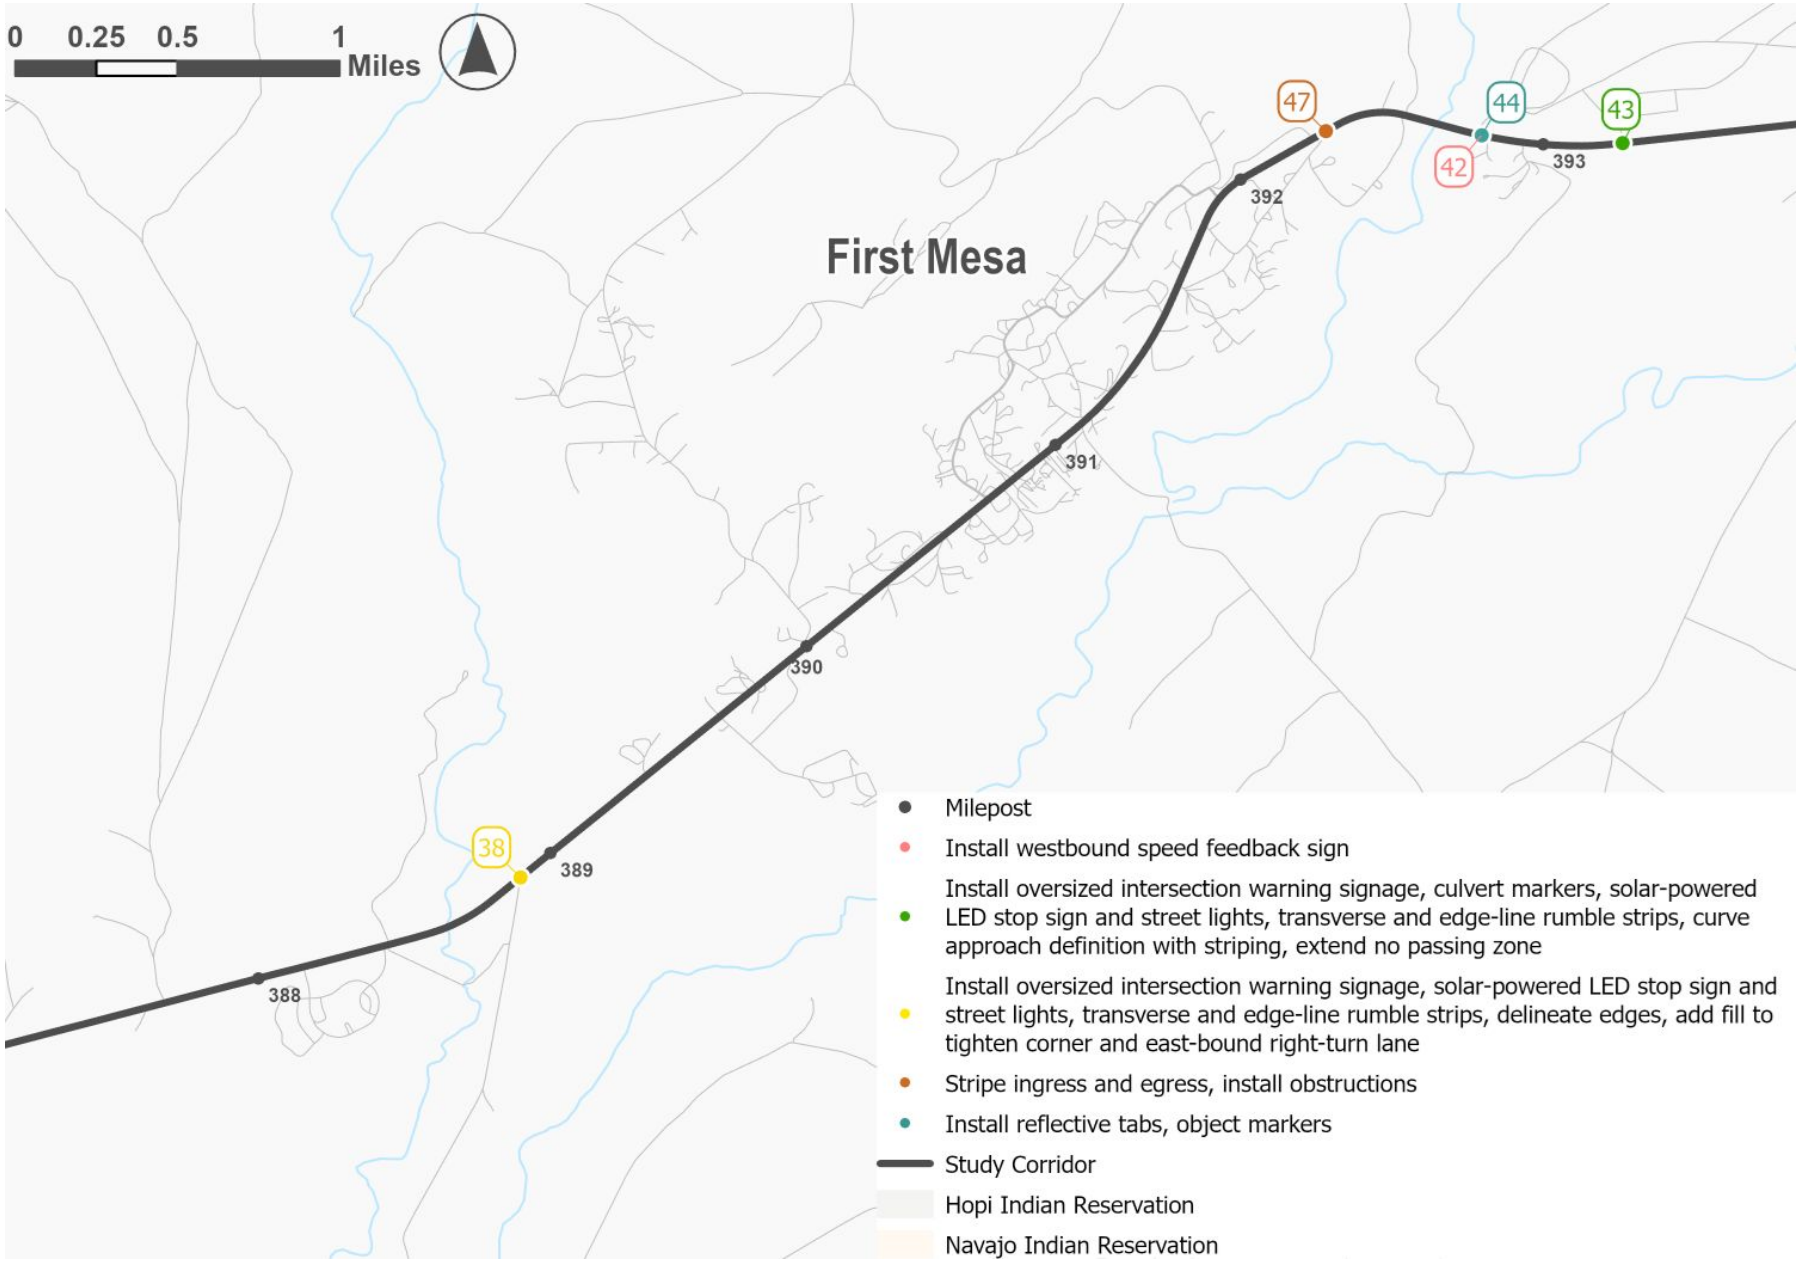 0 0.25 0.5 1
Miles
47
44
43
42
393
392
First Mesa
391
390
38
389
388
Milepost
Install westbound speed feedback sign
Install oversized intersection warning signage, culvert markers, solar-powered
LED stop sign and street lights, transverse and edge-line rumble strips, curve
approach definition with striping, extend no passing zone
Install oversized intersection warning signage, solar-powered LED stop sign and
street lights, transverse and edge-line rumble strips, delineate edges, add fill to
tighten corner and east-bound right-turn lane
Stripe ingress and egress, install obstructions
Install reflective tabs, object markers
Study Corridor
Hopi Indian Reservation
Navajo Indian Reservation